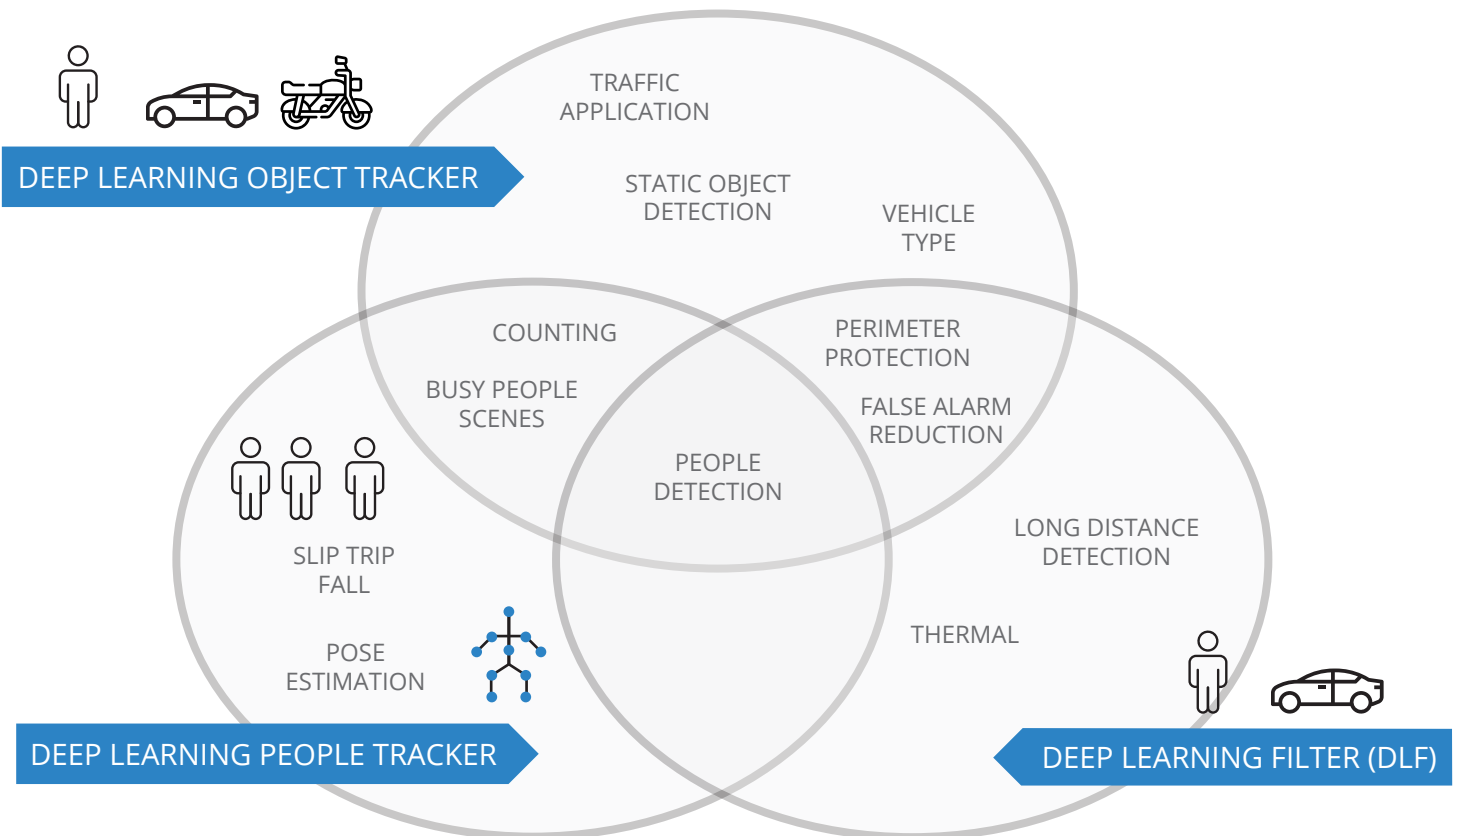 TRAFFIC
APPLICATION
DEEP LEARNING OBJECT TRACKER
STATIC OBJECT
DETECTION
VEHICLE
TYPE
COUNTING
PERIMETER
PROTECTION
BUSY PEOPLE
SCENES
FALSE ALARM
REDUCTION
PEOPLE
DETECTION
SLIP TRIP
FALL
LONG DISTANCE
DETECTION
THERMAL
POSE
ESTIMATION
DEEP LEARNING PEOPLE TRACKER
DEEP LEARNING FILTER (DLF)